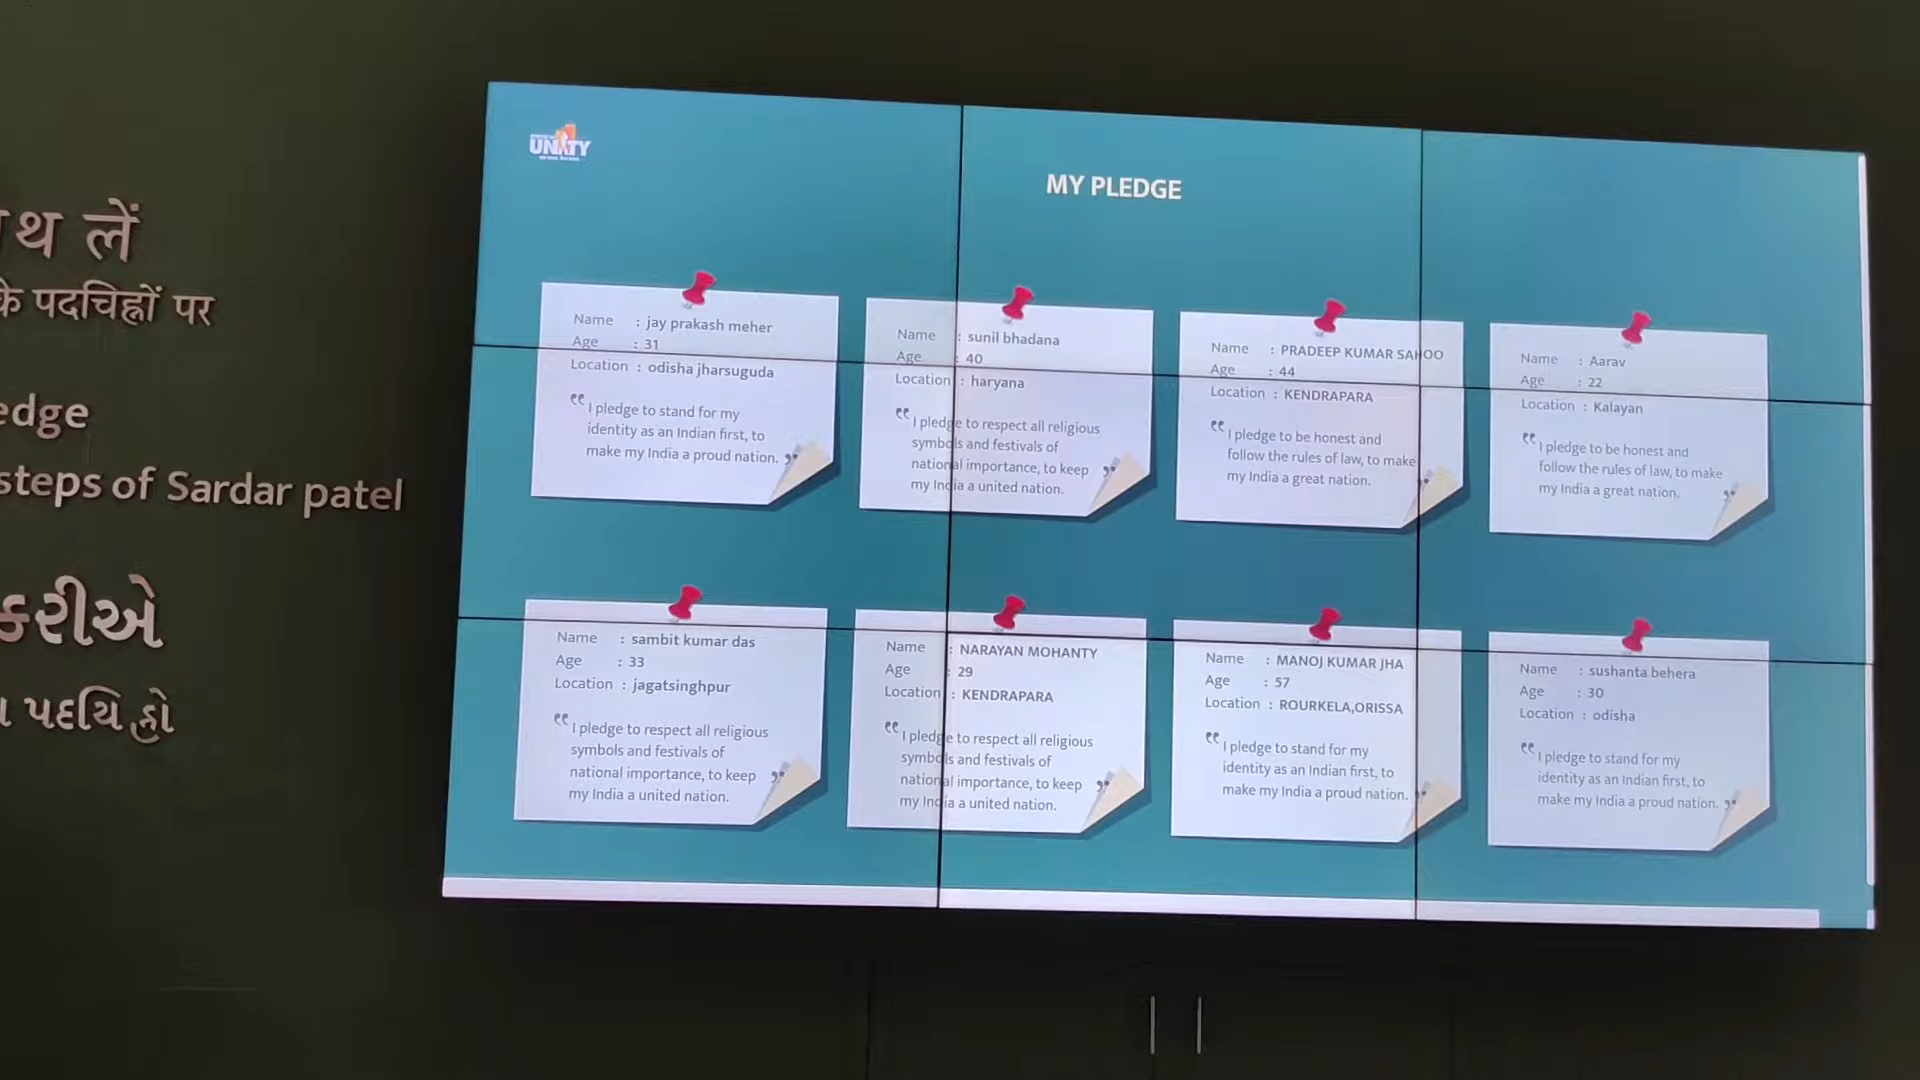 थ लें
के पदचिह्नों पर
edge
steps of Sardar patel
કરીએ
UNITY
MY PLEDGE
Name : jay prakash meher
Age : 31
Location : odisha jharsuguda
I pledge to stand for my
identity as an Indian first, to
make my India a proud nation.
Name : sunil bhadana
Age : 40
Location : haryana
I pledge to respect all religious
symbols and festivals of
national importance, to keep
my India a united nation.
Name : PRADEEP KUMAR SAHOO
Age : 44
Location : KENDRAPARA
I pledge to be honest and
follow the rules of law, to make
my India a great nation.
Name : Aarav
Age : 22
Location : Kalayan
I pledge to be honest and
follow the rules of law, to make
my India a great nation.
Name : sambit kumar das
Age : 33
Location : jagatsinghpur
I pledge to respect all religious
symbols and festivals of
national importance, to keep
my India a united nation.
Name : NARAYAN MOHANTY
Age : 29
Location : KENDRAPARA
I pledge to respect all religious
symbols and festivals of
national importance, to keep
my India a united nation.
Name : MANOJ KUMAR JHA
Age : 57
Location : ROURKELA,ORISSA
I pledge to stand for my
identity as an Indian first, to
make my India a proud nation.
Name : sushanta behera
Age : 30
Location : odisha
I pledge to stand for my
identity as an Indian first, to
make my India a proud nation.